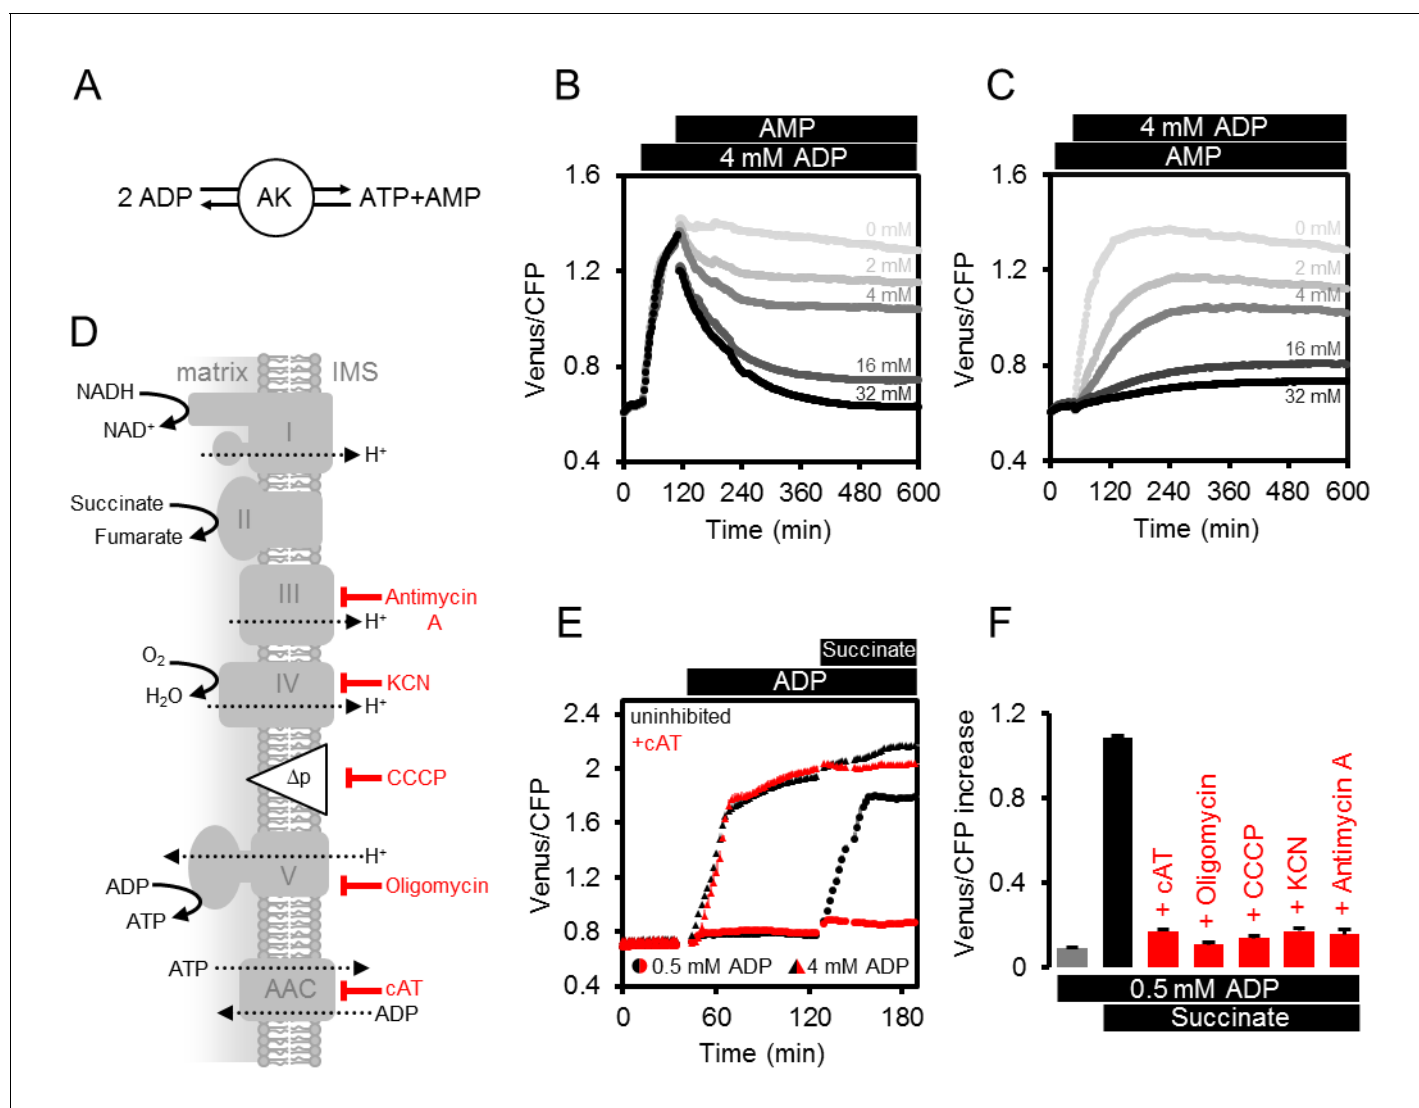 A
2 ADP
AK
ATP+AMP
B
AMP
4 mM ADP
1.6
1.2
0.8
0.4
Venus/CFP
0 mM
2 mM
4 mM
16 mM
32 mM
0 120 240 360 480 600
Time (min)
C
4 mM ADP
AMP
1.6
1.2
0.8
0.4
Venus/CFP
0 mM
2 mM
4 mM
16 mM
32 mM
0 120 240 360 480 600
Time (min)
D
matrix
IMS
NADH
NAD⁺
I
H⁺
Succinate
Fumarate
II
III
Antimycin
A
H⁺
O₂
H₂O
IV
KCN
H⁺
Δp
CCCP
H⁺
V
ADP
ATP
Oligomycin
ATP
AAC
cAT
ADP
E
Succinate
ADP
2.4
2
1.6
1.2
0.8
0.4
Venus/CFP
uninhibited
+cAT
0.5 mM ADP
4 mM ADP
0 60 120 180
Time (min)
F
1.2
0.8
0.4
0
Venus/CFP increase
+ cAT
+ Oligomycin
+ CCCP
+ KCN
+ Antimycin A
0.5 mM ADP
Succinate